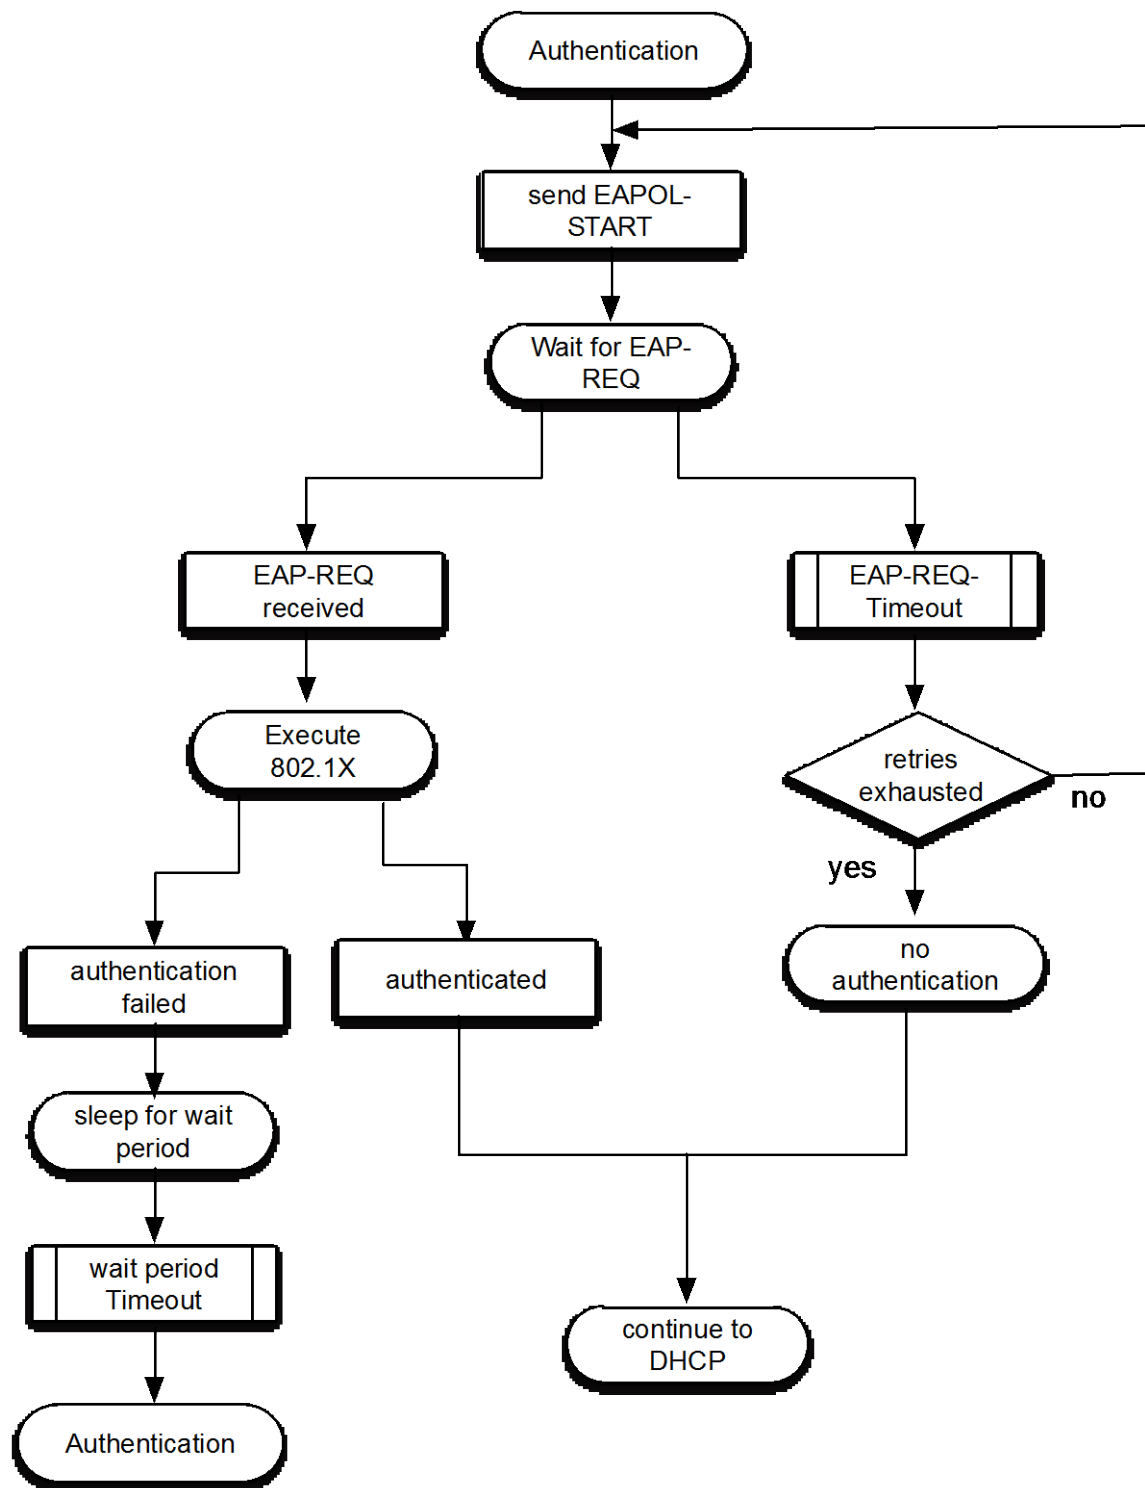 Authentication
send EAPOL-
START
Wait for EAP-
REQ
EAP-REQ
received
EAP-REQ-
Timeout
Execute
802.1X
retries
exhausted
no
yes
authentication
failed
authenticated
no
authentication
sleep for wait
period
wait period
Timeout
continue to
DHCP
Authentication